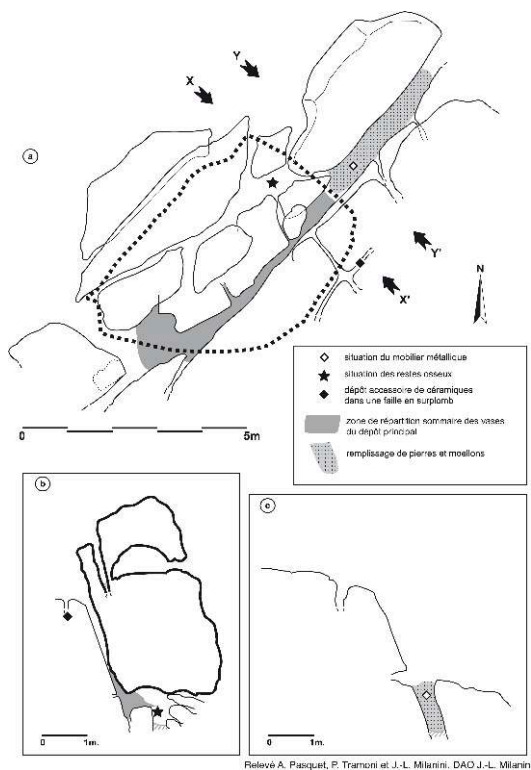 X
Y
a
Y'
X'
N
situation du mobilier métallique
situation des restes osseux
dépôt accessoire de céramiques
dans une faille en surplomb
zone de répartition sommaire des vases
du dépôt principal
remplissage de pierres et moellons
0 5m
b
c
0 1m.
0 1m.
Relevé A. Pasquet, P. Tramoni et J.-L. Milanini. DAO J.-L. Milanini